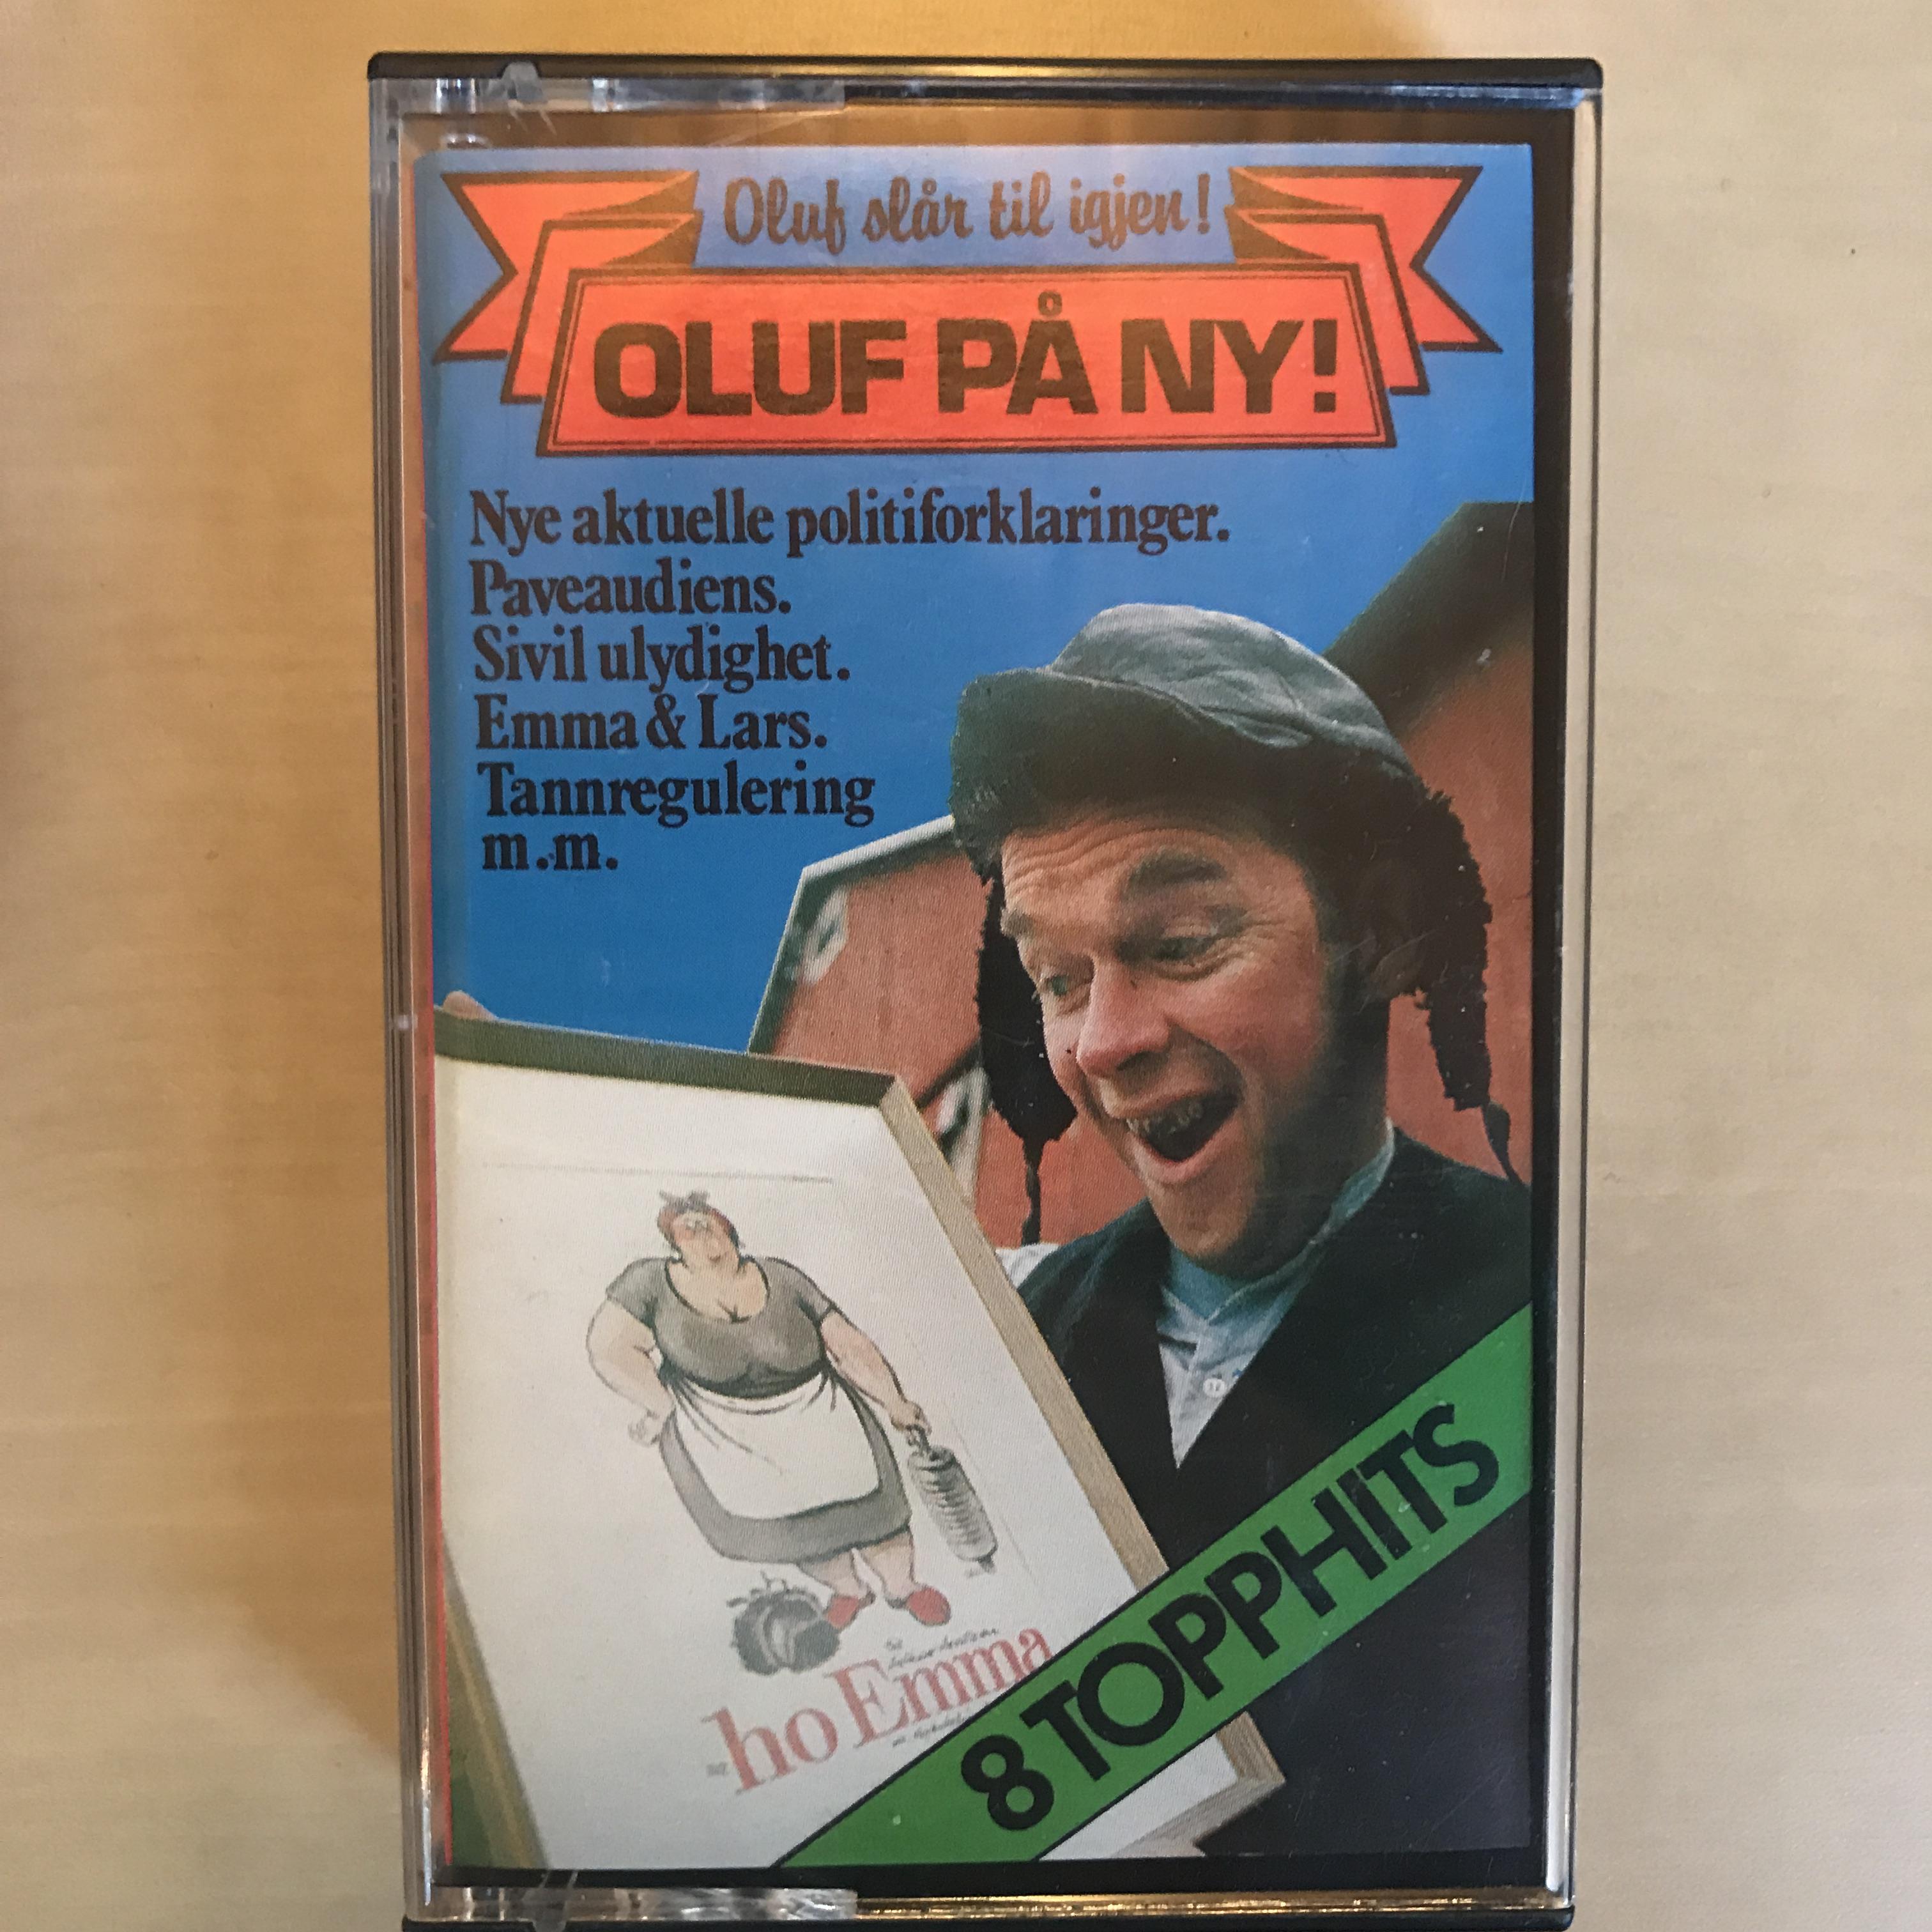 Oluf slår til igjen!
OLUF PÅ NY!
Nye aktuelle politiforklaringer.
Paveaudiens.
Sivil ulydighet.
Emma & Lars.
Tannregulering
m.m.
ho Emma
8 TOPPHITS